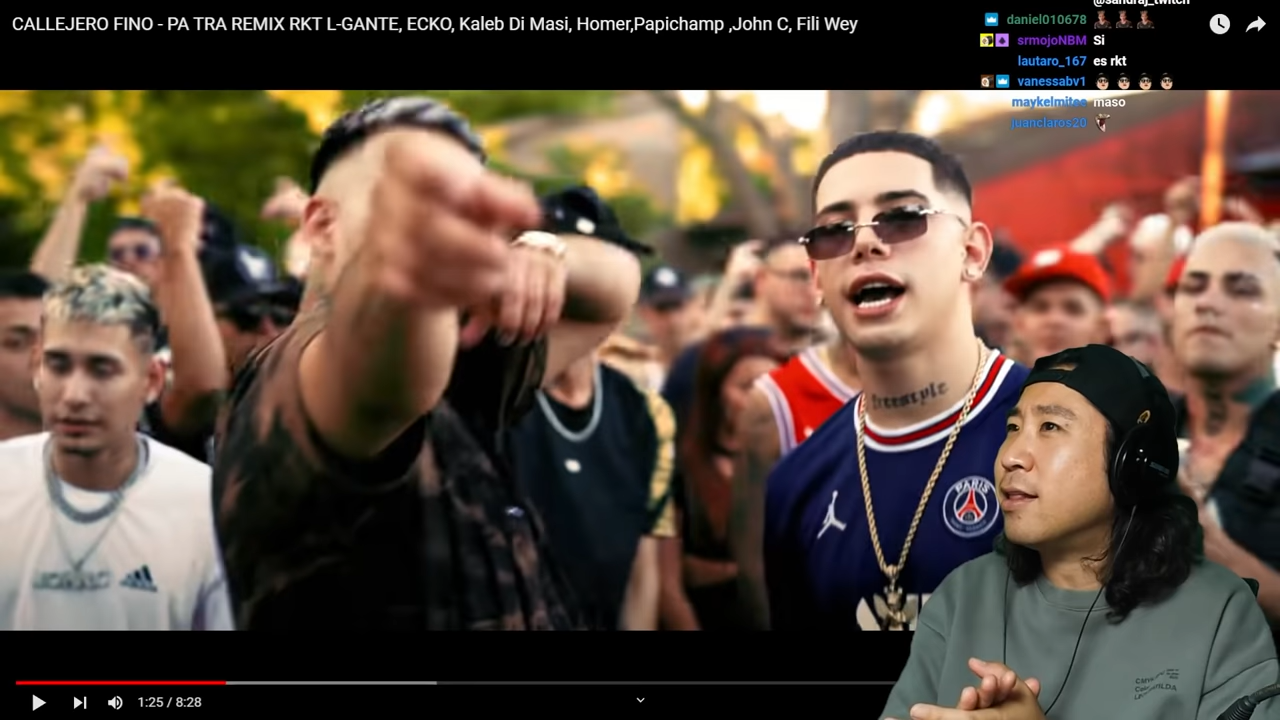 CALLEJERO FINO - PA TRA REMIX RKT L-GANTE, ECKO, Kaleb Di Masi, Homer,Papichamp ,John C, Fili Wey
@sandraj_twitch
daniel010678
srmojoNBM Si
lautaro_167 es rkt
vanessabv1
maykelmites maso
juanclaros20
freestyle
PARIS
1:25 / 8:28